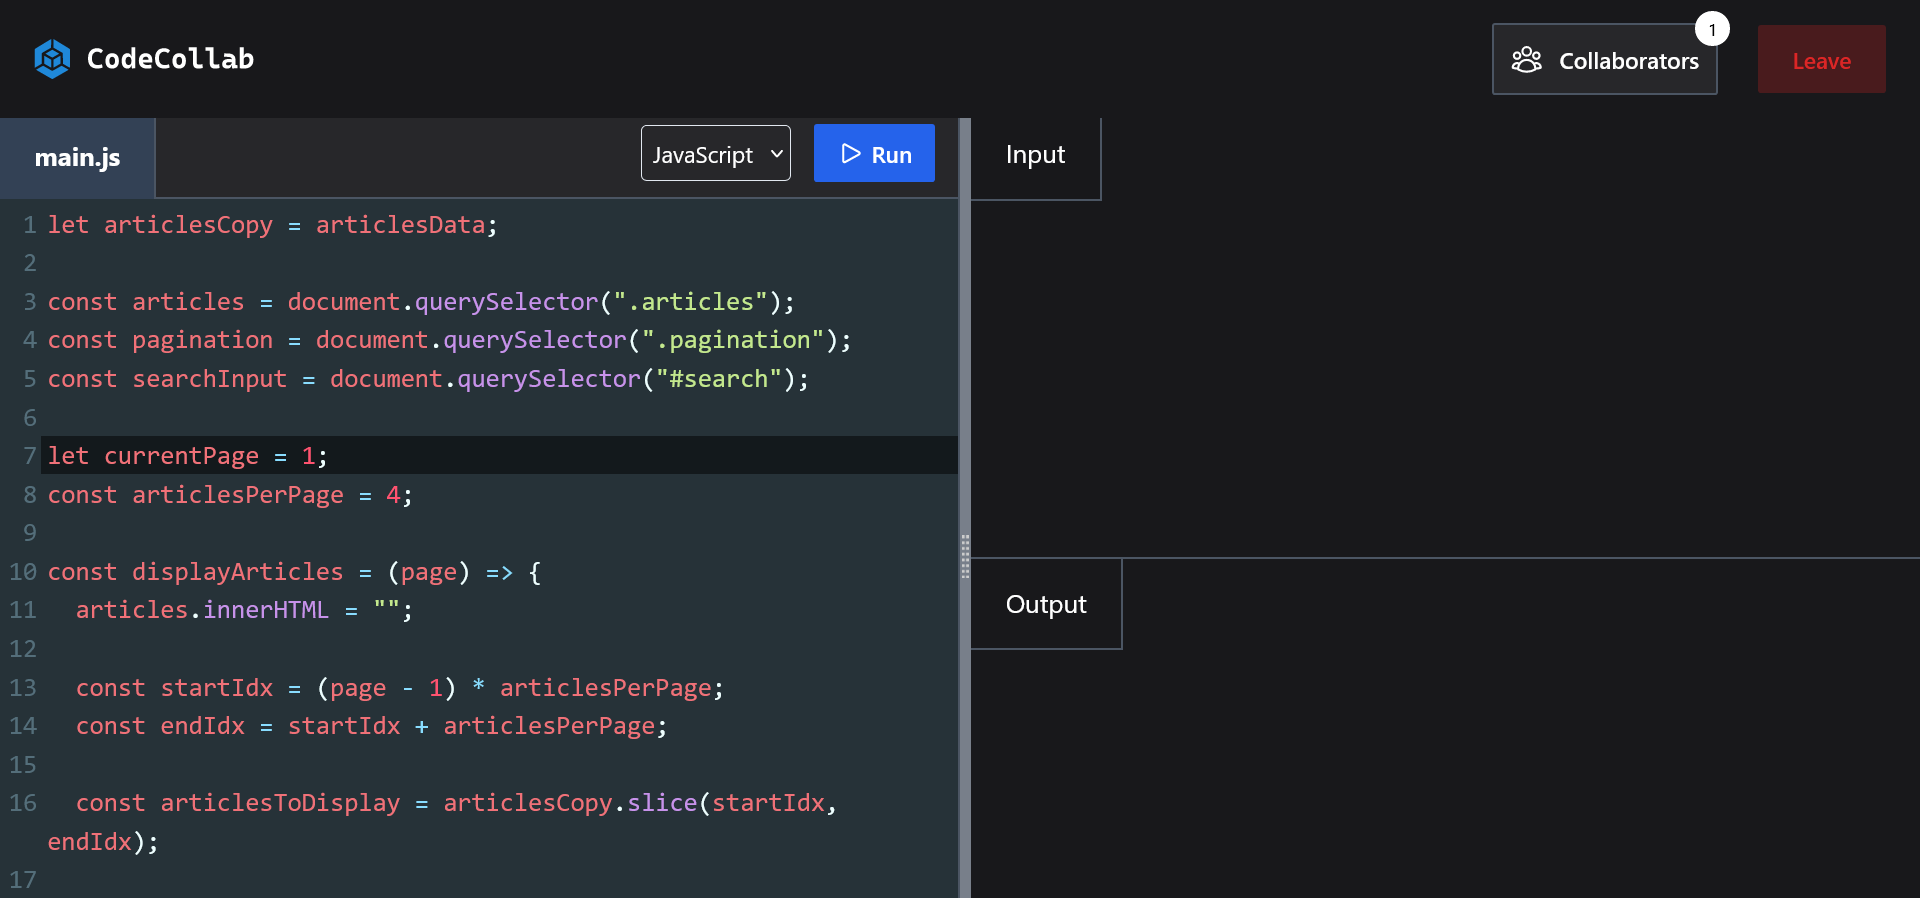 CodeCollab
Collaborators
1
Leave
main.js
JavaScript
Run
1 let articlesCopy = articlesData;
2
3 const articles = document.querySelector(".articles");
4 const pagination = document.querySelector(".pagination");
5 const searchInput = document.querySelector("#search");
6
7 let currentPage = 1;
8 const articlesPerPage = 4;
9
10 const displayArticles = (page) => {
11   articles.innerHTML = "";
12
13   const startIdx = (page - 1) * articlesPerPage;
14   const endIdx = startIdx + articlesPerPage;
15
16   const articlesToDisplay = articlesCopy.slice(startIdx,
endIdx);
17
Input
Output